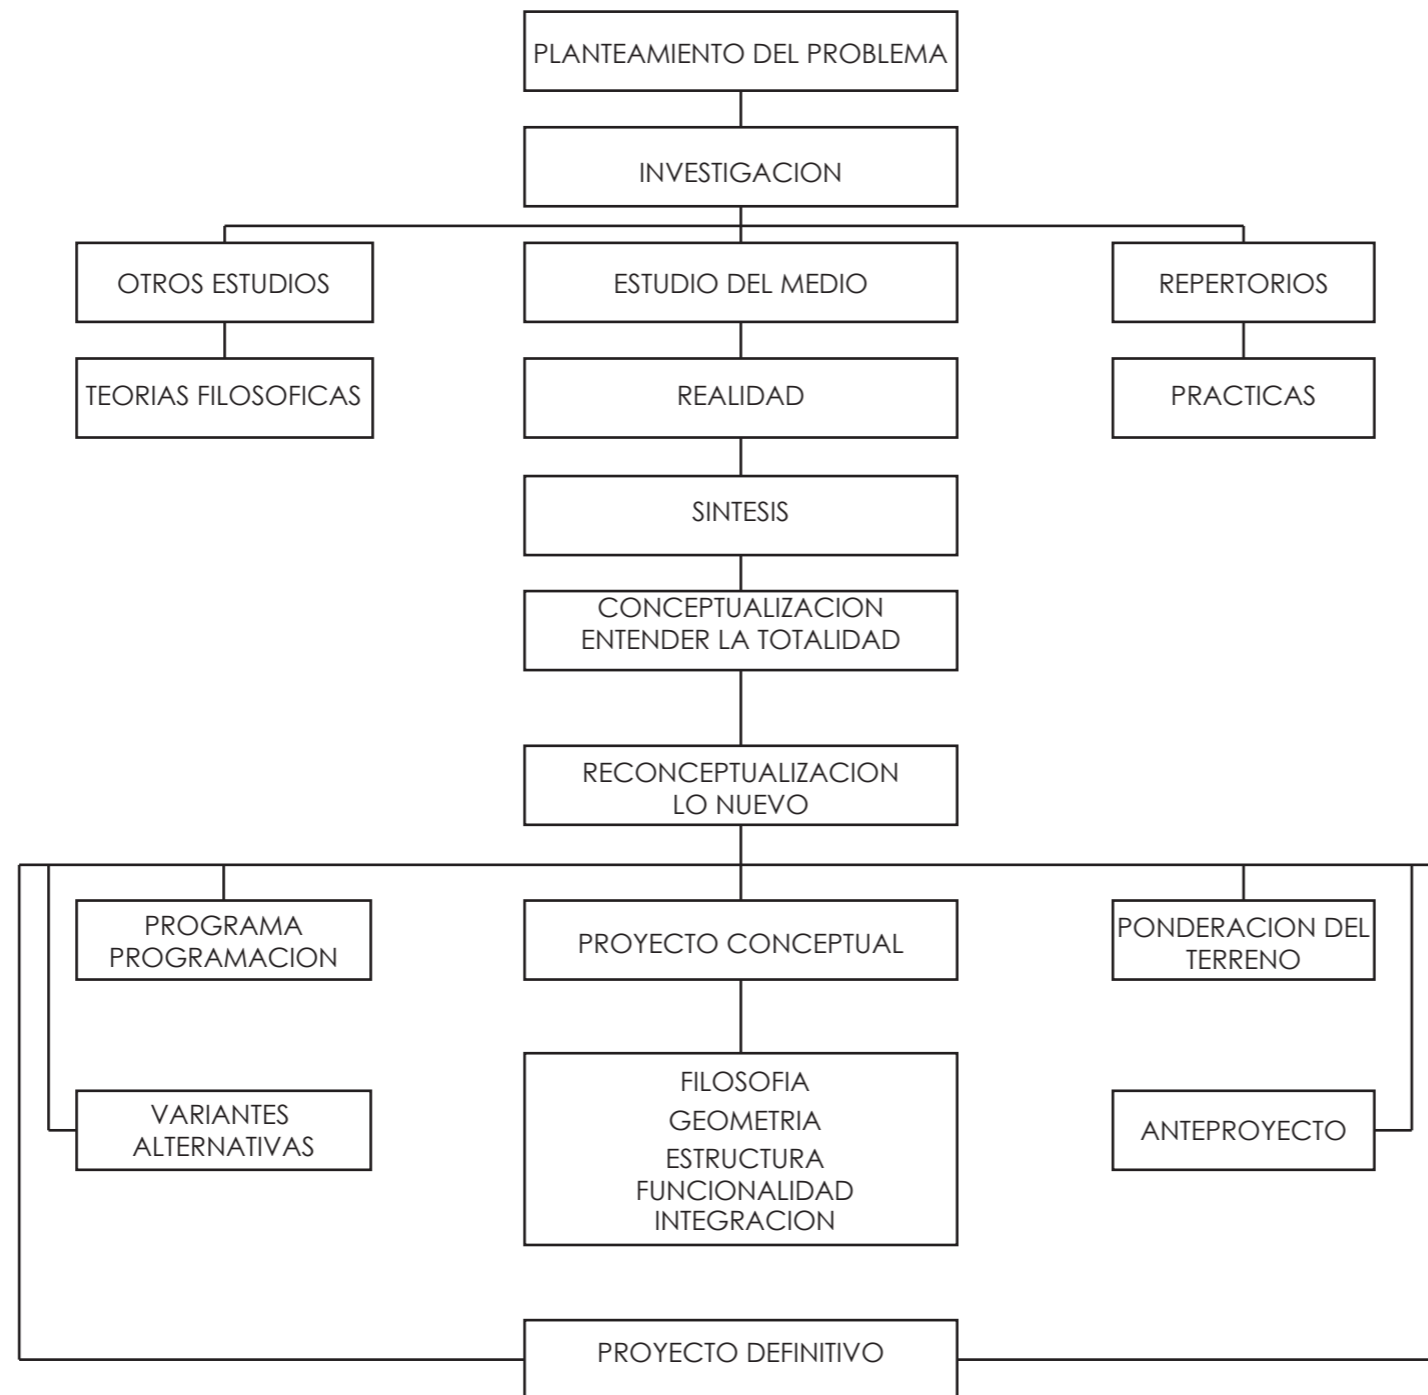 PLANTEAMIENTO DEL PROBLEMA
INVESTIGACION
OTROS ESTUDIOS
ESTUDIO DEL MEDIO
REPERTORIOS
TEORIAS FILOSOFICAS
REALIDAD
PRACTICAS
SINTESIS
CONCEPTUALIZACION
ENTENDER LA TOTALIDAD
RECONCEPTUALIZACION
LO NUEVO
PROGRAMA
PROGRAMACION
PROYECTO CONCEPTUAL
PONDERACION DEL
TERRENO
VARIANTES
ALTERNATIVAS
FILOSOFIA
GEOMETRIA
ESTRUCTURA
FUNCIONALIDAD
INTEGRACION
ANTEPROYECTO
PROYECTO DEFINITIVO